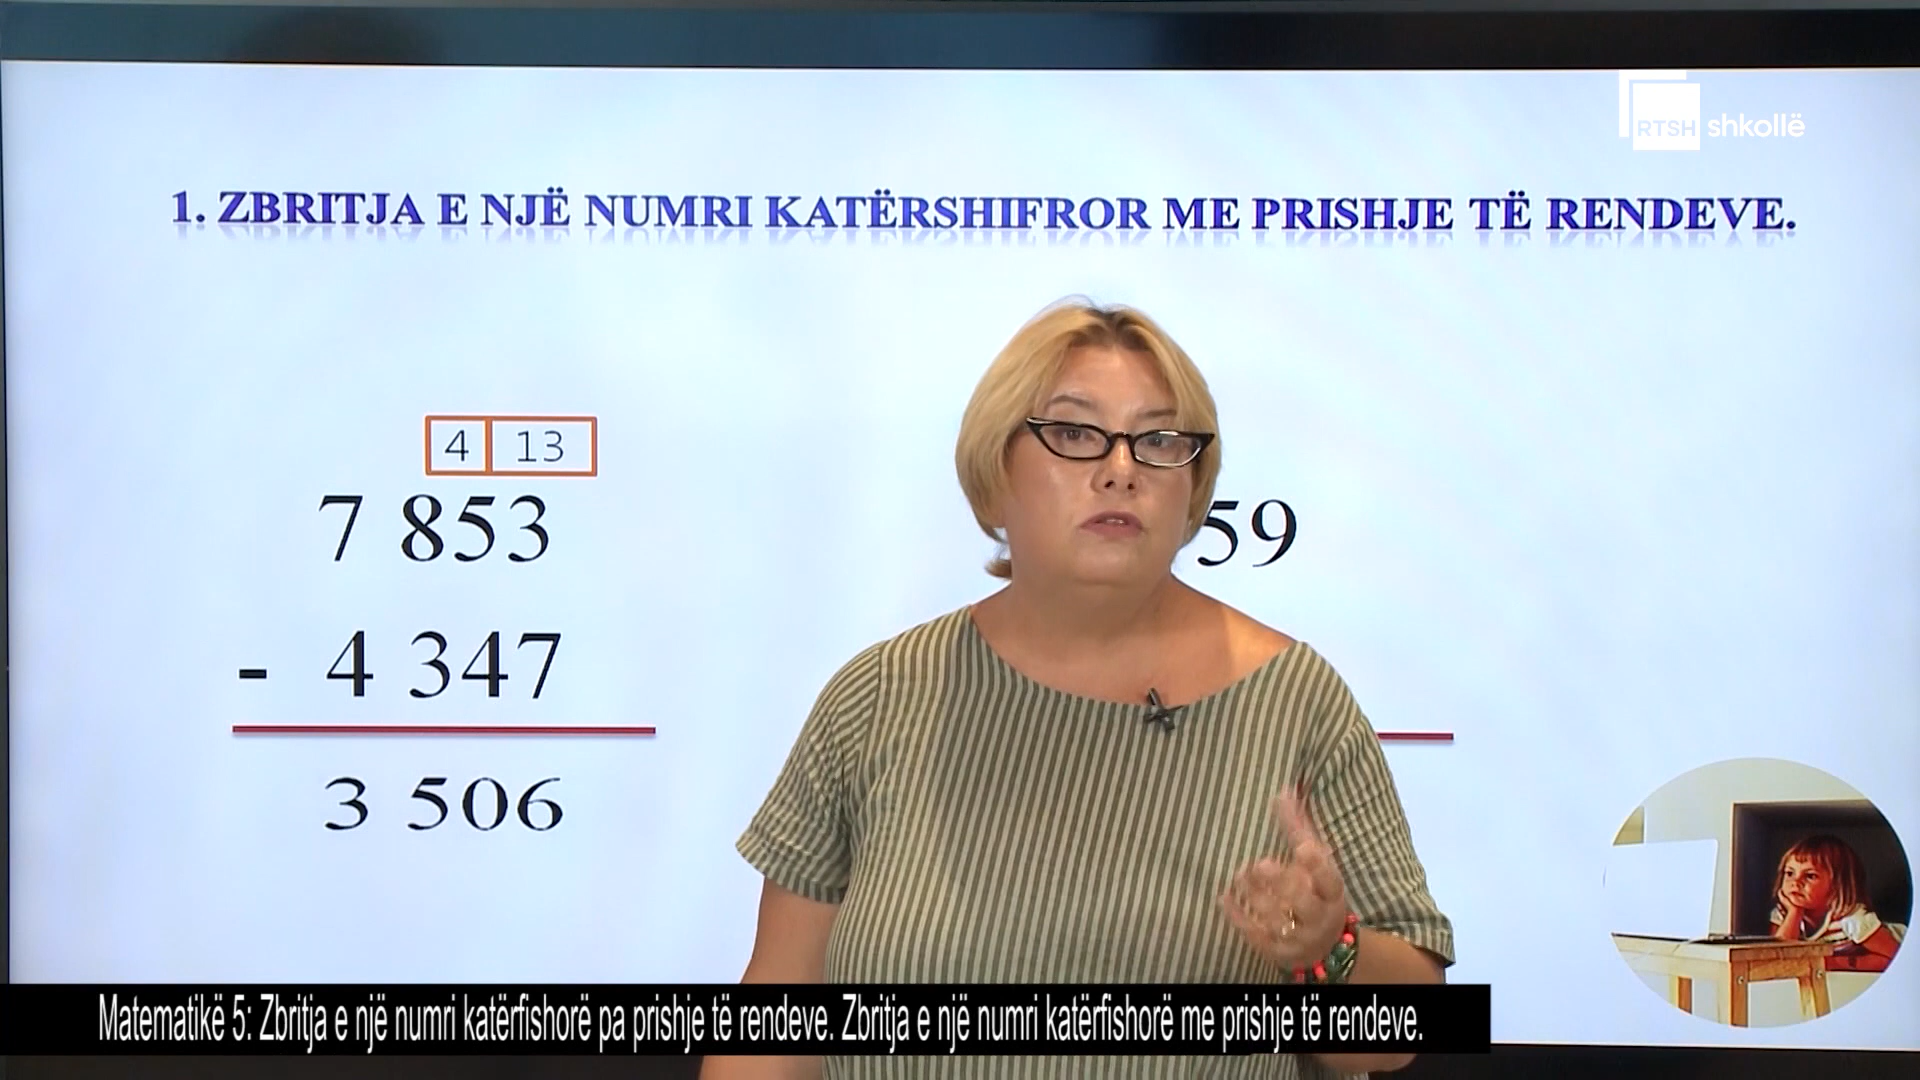 RTSH shkollë
1. ZBRITJA E NJË NUMRI KATËRSHIFROR ME PRISHJE TË RENDEVE.
4 13
7 853
- 4 347
3 506
59
Matematikë 5: Zbritja e një numri katërfishorë pa prishje të rendeve. Zbritja e një numri katërfishorë me prishje të rendeve.